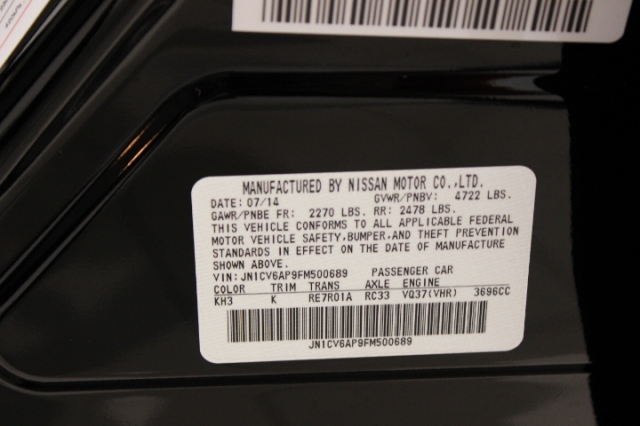 MANUFACTURED BY NISSAN MOTOR CO.,LTD.
DATE: 07/14 GVWR/PNBV: 4722 LBS.
GAWR/PNBE FR: 2270 LBS. RR: 2478 LBS.
THIS VEHICLE CONFORMS TO ALL APPLICABLE FEDERAL
MOTOR VEHICLE SAFETY,BUMPER,AND THEFT PREVENTION
STANDARDS IN EFFECT ON THE DATE OF MANUFACTURE
SHOWN ABOVE.
VIN:JN1CV6AP9FM500689 PASSENGER CAR
COLOR TRIM TRANS AXLE ENGINE
KH3 K RE7R01A RC33 VQ37(VHR) 3696CC
JN1CV6AP9FM500689